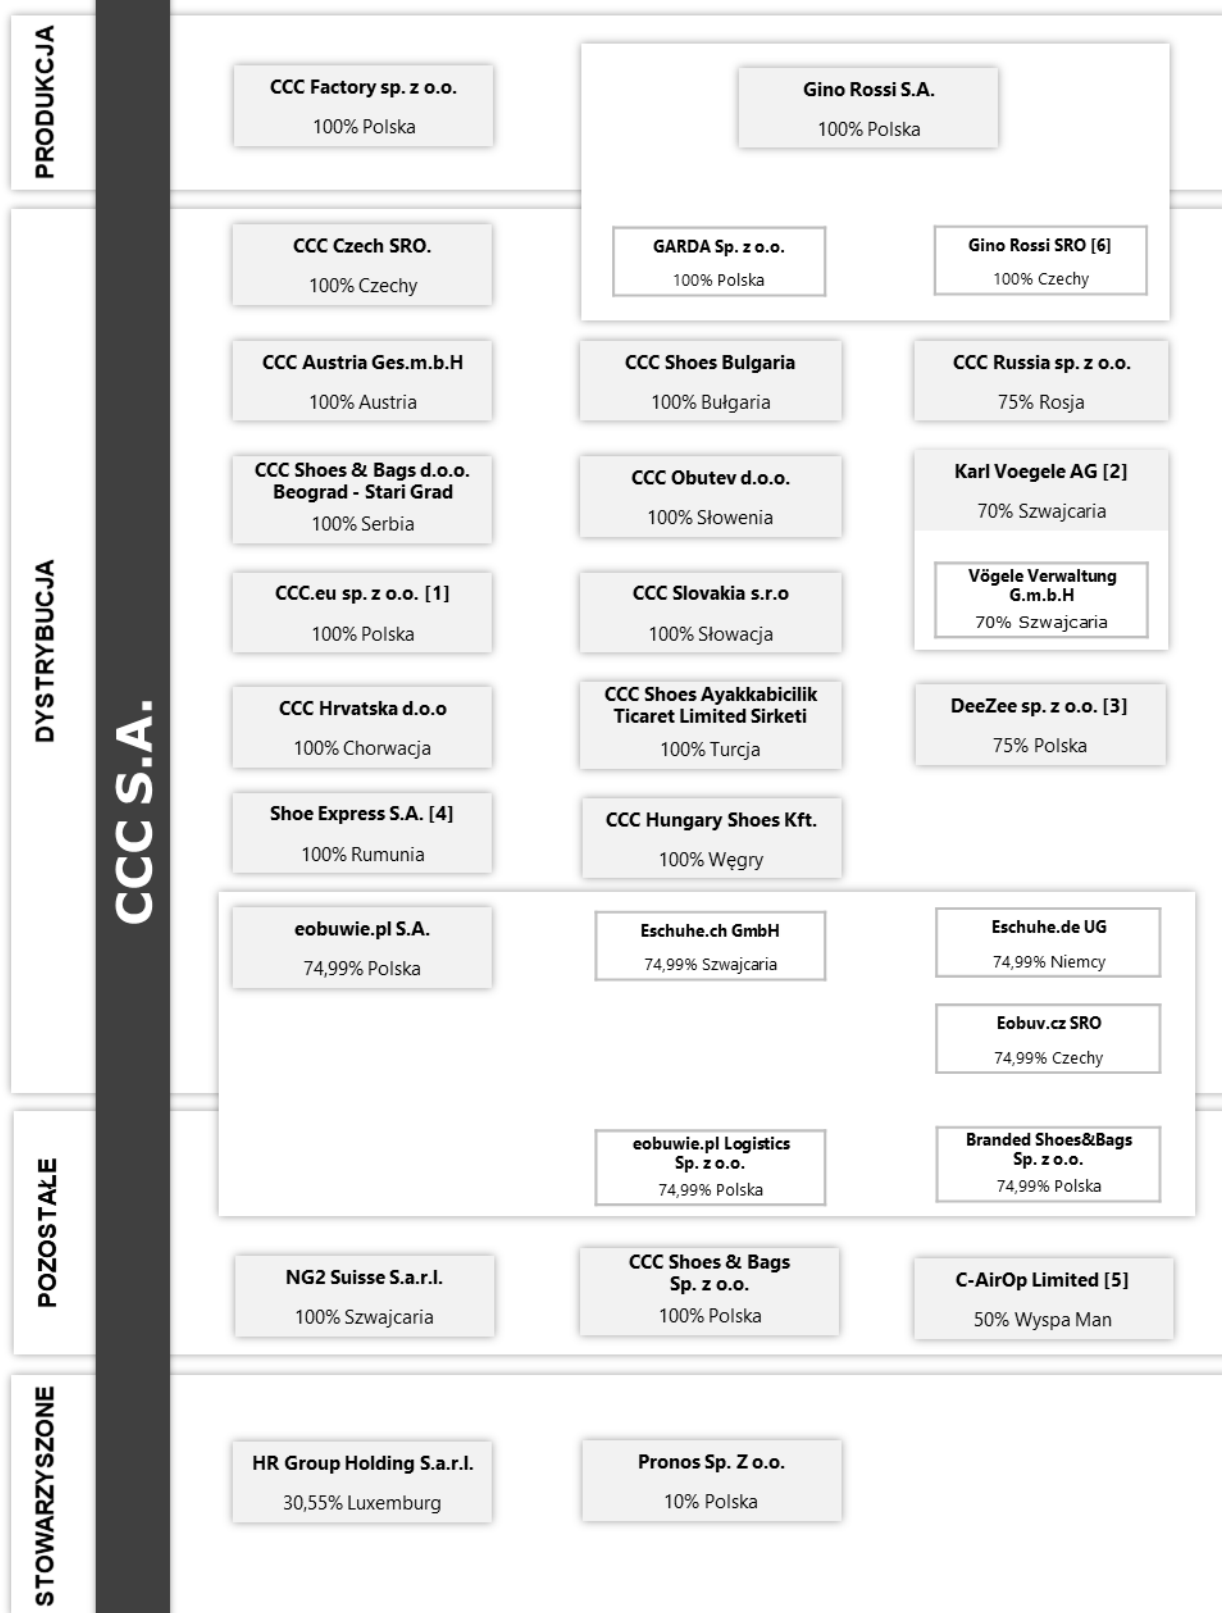 PRODUKCJA
CCC Factory sp. z o.o.
100% Polska
Gino Rossi S.A.
100% Polska
DYSTRYBUCJA
CCC S.A.
CCC Czech SRO.
100% Czechy
GARDA Sp. z o.o.
100% Polska
Gino Rossi SRO [6]
100% Czechy
CCC Austria Ges.m.b.H
100% Austria
CCC Shoes Bulgaria
100% Bułgaria
CCC Russia sp. z o.o.
75% Rosja
CCC Shoes & Bags d.o.o.
Beograd - Stari Grad
100% Serbia
CCC Obutev d.o.o.
100% Słowenia
Karl Voegele AG [2]
70% Szwajcaria
Vögele Verwaltung
G.m.b.H
70% Szwajcaria
CCC.eu sp. z o.o. [1]
100% Polska
CCC Slovakia s.r.o
100% Słowacja
CCC Hrvatska d.o.o
100% Chorwacja
CCC Shoes Ayakkabicilik
Ticaret Limited Sirketi
100% Turcja
DeeZee sp. z o.o. [3]
75% Polska
Shoe Express S.A. [4]
100% Rumunia
CCC Hungary Shoes Kft.
100% Węgry
eobuwie.pl S.A.
74,99% Polska
Eschuhe.ch GmbH
74,99% Szwajcaria
Eschuhe.de UG
74,99% Niemcy
Eobuv.cz SRO
74,99% Czechy
POZOSTAŁE
eobuwie.pl Logistics
Sp. z o.o.
74,99% Polska
Branded Shoes&Bags
Sp. z o.o.
74,99% Polska
NG2 Suisse S.a.r.l.
100% Szwajcaria
CCC Shoes & Bags
Sp. z o.o.
100% Polska
C-AirOp Limited [5]
50% Wyspa Man
STOWARZYSZONE
HR Group Holding S.a.r.l.
30,55% Luxemburg
Pronos Sp. Z o.o.
10% Polska